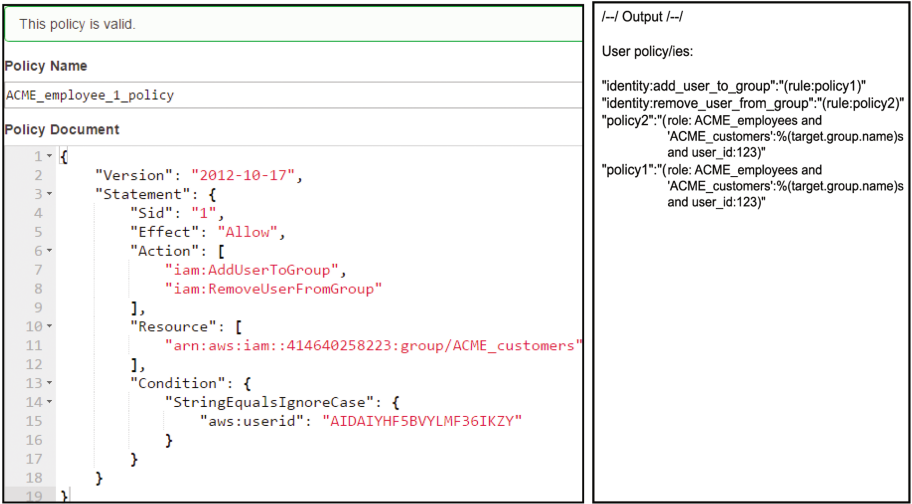 This policy is valid.
Policy Name
ACME_employee_1_policy
Policy Document
1 {
2 "Version": "2012-10-17",
3 "Statement": {
4 "Sid": "1",
5 "Effect": "Allow",
6 "Action": [
7 "iam:AddUserToGroup",
8 "iam:RemoveUserFromGroup"
9 ],
10 "Resource": [
11 "arn:aws:iam::414640258223:group/ACME_customers"
12 ],
13 "Condition": {
14 "StringEqualsIgnoreCase": {
15 "aws:userid": "AIDAIYHF5BVYLMF36IKZY"
16 }
17 }
18 }
19 }
/--/ Output /--/
User policy/ies:
"identity:add_user_to_group":"(rule:policy1)"
"identity:remove_user_from_group":"(rule:policy2)"
"policy2":"( role: ACME_employees and
'ACME_customers':%(target.group.name)s
and user_id:123)"
"policy1":"( role: ACME_employees and
'ACME_customers':%(target.group.name)s
and user_id:123)"